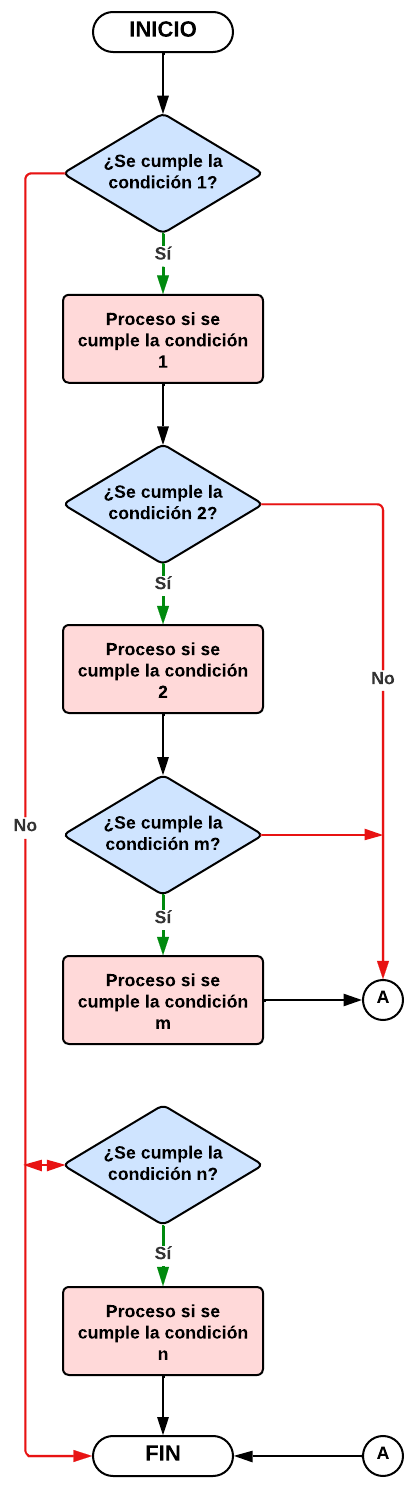 INICIO
¿Se cumple la
condición 1?
Sí
Proceso si se
cumple la condición
1
¿Se cumple la
condición 2?
Sí
Proceso si se
cumple la condición
2
No
¿Se cumple la
condición m?
No
Sí
Proceso si se
cumple la condición
m
A
¿Se cumple la
condición n?
Sí
Proceso si se
cumple la condición
n
FIN
A